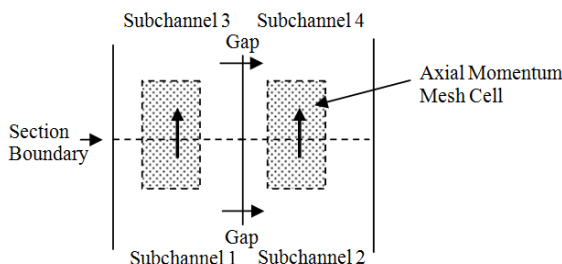 Subchannel 3
Subchannel 4
Gap
Axial Momentum
Mesh Cell
Section
Boundary
Gap
Subchannel 1
Subchannel 2